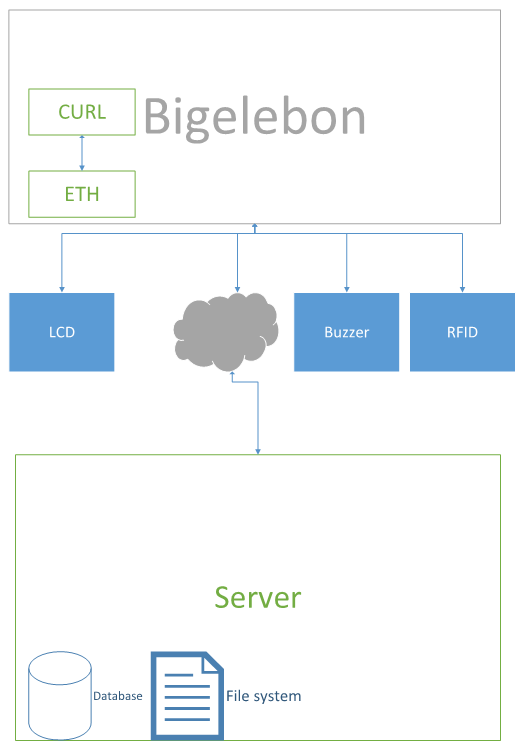 CURL
Bigelebon
ETH
LCD
Buzzer
RFID
Server
Database
File system